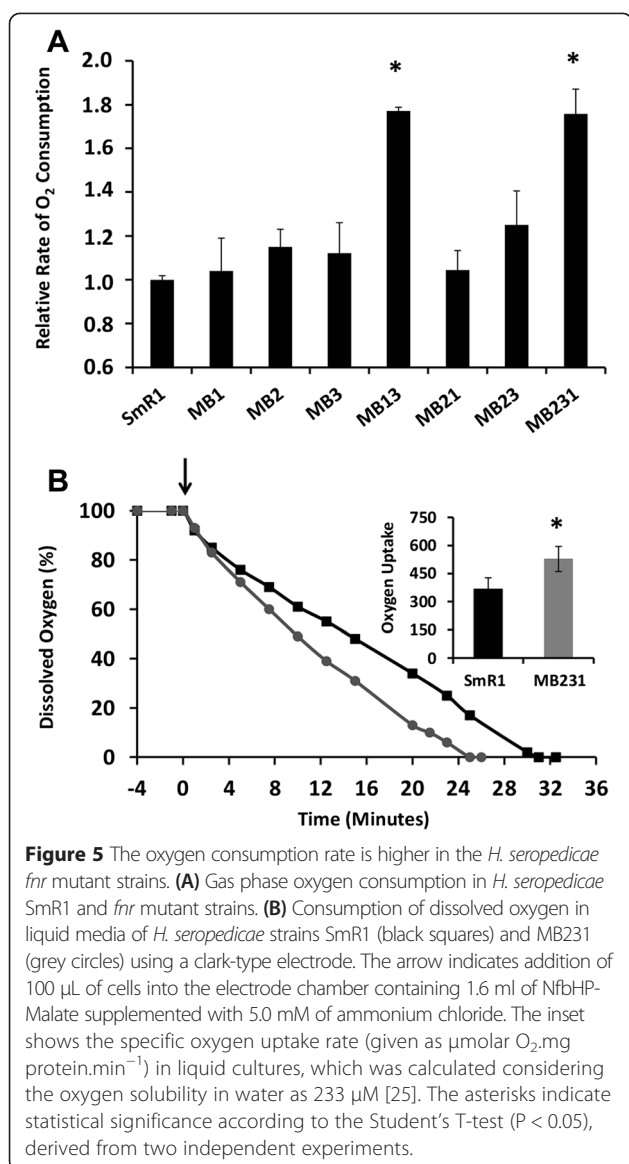 A
2.0
1.8
1.6
1.4
1.2
1.0
0.8
0.6
Relative Rate of O₂ Consumption
* *
SmR1 MB1 MB2 MB3 MB13 MB21 MB23 MB231
B
100
80
60
40
20
0
Dissolved Oxygen (%)
-4 0 4 8 12 16 20 24 28 32 36
Time (Minutes)
750
600
450
300
150
0
Oxygen Uptake
*
SmR1 MB231
Figure 5 The oxygen consumption rate is higher in the H. seropedicae
fnr mutant strains. (A) Gas phase oxygen consumption in H. seropedicae
SmR1 and fnr mutant strains. (B) Consumption of dissolved oxygen in
liquid media of H. seropedicae strains SmR1 (black squares) and MB231
(grey circles) using a clark-type electrode. The arrow indicates addition of
100 μL of cells into the electrode chamber containing 1.6 ml of NfbHP-
Malate supplemented with 5.0 mM of ammonium chloride. The inset
shows the specific oxygen uptake rate (given as μmolar O₂.mg
protein.min⁻¹) in liquid cultures, which was calculated considering
the oxygen solubility in water as 233 μM [25]. The asterisks indicate
statistical significance according to the Student's T-test (P < 0.05),
derived from two independent experiments.